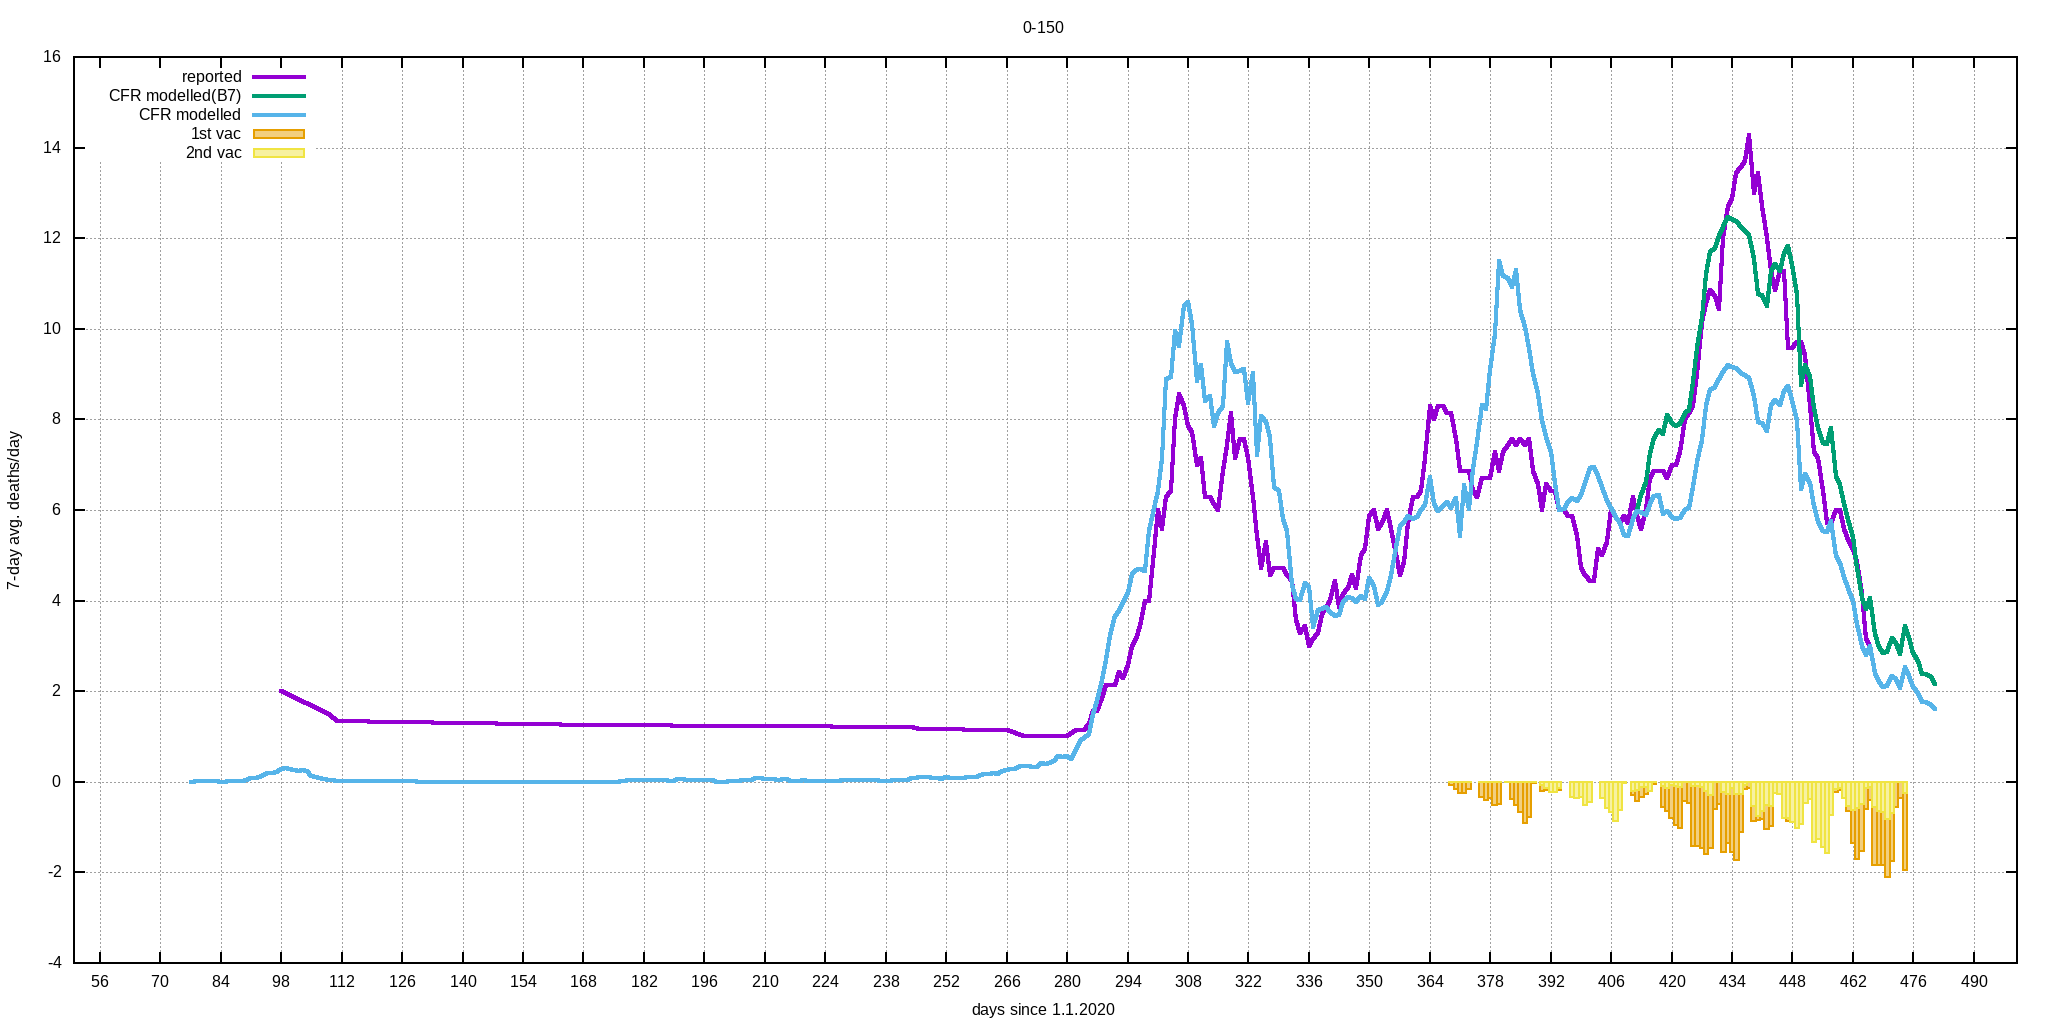 0-150
reported
CFR modelled(B7)
CFR modelled
1st vac
2nd vac
16
14
12
10
8
6
4
2
0
-2
-4
7-day avg. deaths/day
56 70 84 98 112 126 140 154 168 182 196 210 224 238 252 266 280 294 308 322 336 350 364 378 392 406 420 434 448 462 476 490
days since 1.1.2020